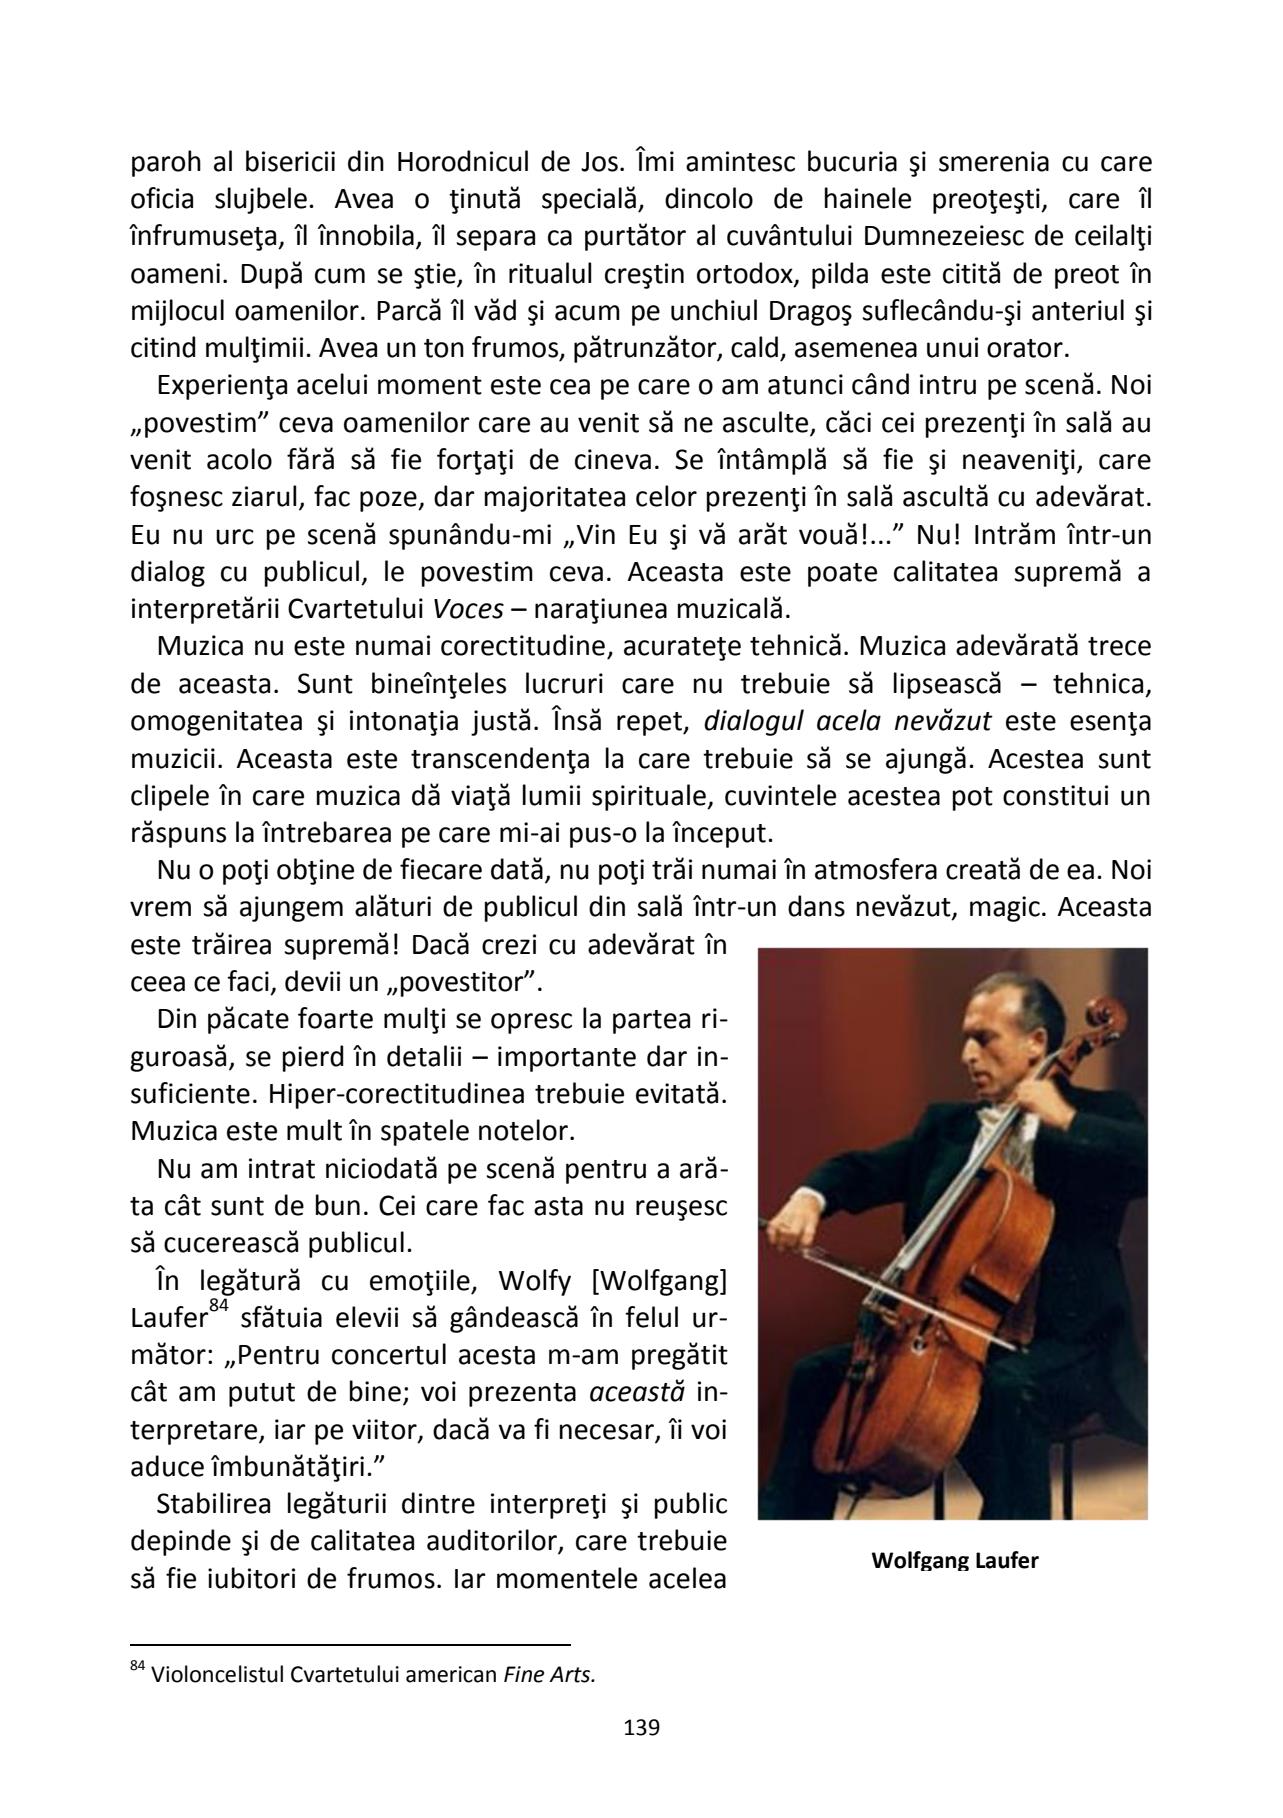 paroh al bisericii din Horodnicul de Jos. Îmi amintesc bucuria şi smerenia cu care
oficia slujbele. Avea o ţinută specială, dincolo de hainele preoţeşti, care îl
înfrumuseţa, îl înnobila, îl separa ca purtător al cuvântului Dumnezeiesc de ceilalţi
oameni. După cum se ştie, în ritualul creştin ortodox, pilda este citită de preot în
mijlocul oamenilor. Parcă îl văd şi acum pe unchiul Dragoş suflecându-şi anteriul şi
citind mulţimii. Avea un ton frumos, pătrunzător, cald, asemenea unui orator.
Experienţa acelui moment este cea pe care o am atunci când intru pe scenă. Noi
„povestim” ceva oamenilor care au venit să ne asculte, căci cei prezenţi în sală au
venit acolo fără să fie forţaţi de cineva. Se întâmplă să fie şi neaveniţi, care
foşnesc ziarul, fac poze, dar majoritatea celor prezenţi în sală ascultă cu adevărat.
Eu nu urc pe scenă spunându-mi „Vin Eu şi vă arăt vouă!...” Nu! Intrăm într-un
dialog cu publicul, le povestim ceva. Aceasta este poate calitatea supremă a
interpretării Cvartetului Voces – naraţiunea muzicală.
Muzica nu este numai corectitudine, acurateţe tehnică. Muzica adevărată trece
de aceasta. Sunt bineînţeles lucruri care nu trebuie să lipsească – tehnica,
omogenitatea şi intonaţia justă. Însă repet, dialogul acela nevăzut este esenţa
muzicii. Aceasta este transcendenţa la care trebuie să se ajungă. Acestea sunt
clipele în care muzica dă viaţă lumii spirituale, cuvintele acestea pot constitui un
răspuns la întrebarea pe care mi-ai pus-o la început.
Nu o poţi obţine de fiecare dată, nu poţi trăi numai în atmosfera creată de ea. Noi
vrem să ajungem alături de publicul din sală într-un dans nevăzut, magic. Aceasta
este trăirea supremă! Dacă crezi cu adevărat în
ceea ce faci, devii un „povestitor”.
Din păcate foarte mulţi se opresc la partea ri-
guroasă, se pierd în detalii – importante dar in-
suficiente. Hiper-corectitudinea trebuie evitată.
Muzica este mult în spatele notelor.
Nu am intrat niciodată pe scenă pentru a ară-
ta cât sunt de bun. Cei care fac asta nu reuşesc
să cucerească publicul.
În legătură cu emoţiile, Wolfy [Wolfgang]
Laufer84 sfătuia elevii să gândească în felul ur-
mător: „Pentru concertul acesta m-am pregătit
cât am putut de bine; voi prezenta această in-
terpretare, iar pe viitor, dacă va fi necesar, îi voi
aduce îmbunătăţiri.”
Stabilirea legăturii dintre interpreţi şi public
depinde şi de calitatea auditorilor, care trebuie
să fie iubitori de frumos. Iar momentele acelea
Wolfgang Laufer
84 Violoncelistul Cvartetului american Fine Arts.
139